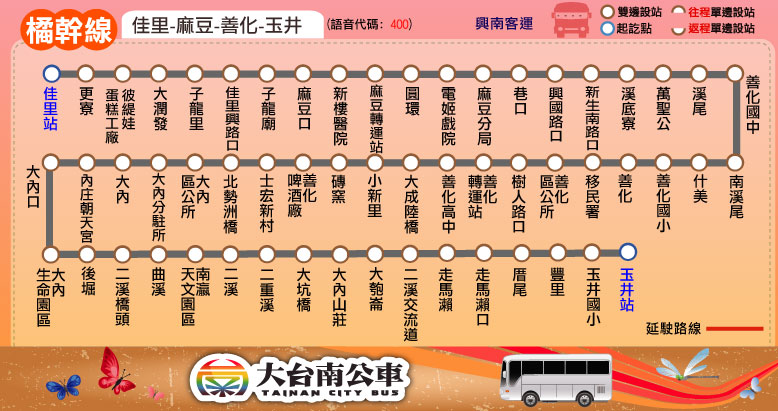 橘幹線
佳里-麻豆-善化-玉井
(語音代碼: 400)
興南客運
雙邊設站
往程單邊設站
起訖點
返程單邊設站
佳里站
更寮
彼緹娃蛋糕工廠
大潤發
子龍里
佳里興路口
子龍廟
麻豆口
新樓醫院
麻豆轉運站
圓環
電姬戲院
麻豆分局
巷口
興國路口
新生南路口
溪底寮
萬聖公
溪尾
善化國中
南溪尾
什美
善化國小
善化
移民署
善化區公所
樹人路口
善化轉運站
善化高中
大成陸橋
小新里
磚窯
善化啤酒廠
士宏新村
北勢洲橋
大內區公所
大內分駐所
大內
內庄朝天宮
大內口
大內生命園區
後堀
二溪橋頭
曲溪
南瀛天文園區
二溪
二重溪
大坑橋
大內山莊
大匏崙
二溪交流道
走馬瀨
走馬瀨口
厝尾
豐里
玉井國小
玉井站
延駛路線
大台南公車
TAINAN CITY BUS